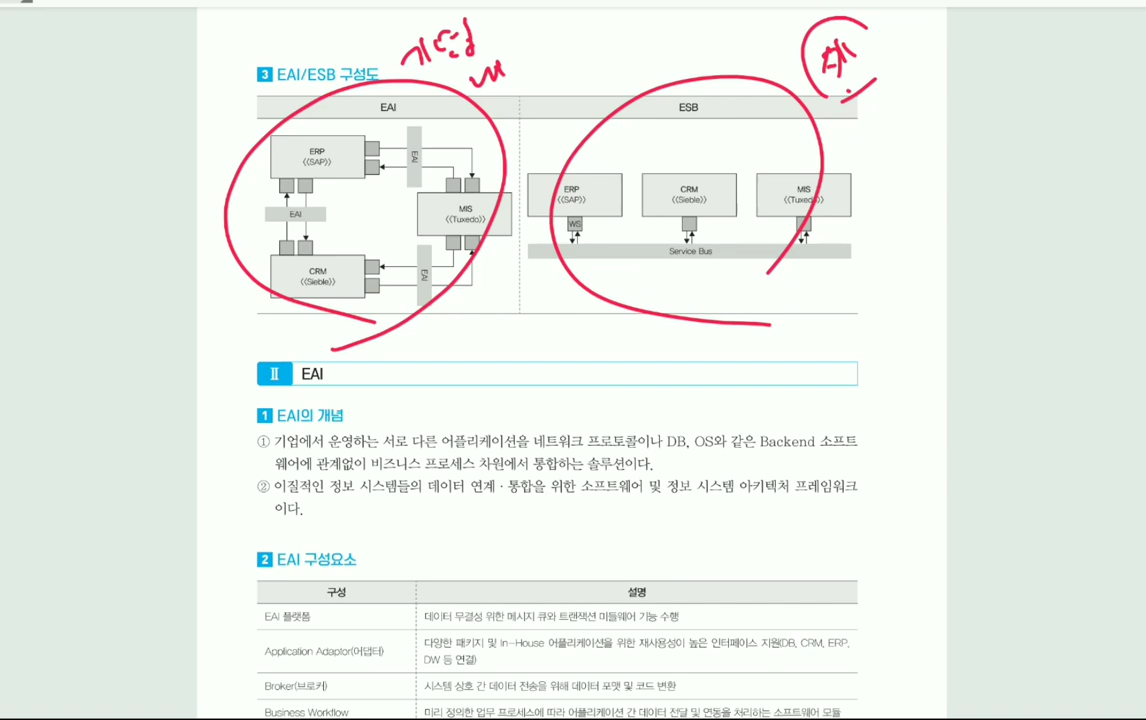 3 EAI/ESB 구성도
EAI
ESB
ERP
《SAP》
EAI
MIS
《Tuxedo》
EAI
CRM
《Sieble》
EAI
ERP
《SAP》
WS
CRM
《Sieble》
MIS
《Tuxedo》
Service Bus
Ⅱ EAI
1 EAI의 개념
① 기업에서 운영하는 서로 다른 어플리케이션을 네트워크 프로토콜이나 DB, OS와 같은 Backend 소프트
웨어에 관계없이 비즈니스 프로세스 차원에서 통합하는 솔루션이다.
② 이질적인 정보 시스템들의 데이터 연계·통합을 위한 소프트웨어 및 정보 시스템 아키텍처 프레임워크
이다.
2 EAI 구성요소
구성 설명
EAI 플랫폼 데이터 무결성 위한 메시지 큐와 트랜잭션 미들웨어 기능 수행
Application Adaptor(어댑터) 다양한 패키지 및 In-House 어플리케이션을 위한 재사용성이 높은 인터페이스 지원(DB, CRM, ERP,
DW 등 연결)
Broker(브로커) 시스템 상호 간 데이터 전송을 위해 데이터 포맷 및 코드 변환
Business Workflow 미리 정의한 업무 프로세스에 따라 어플리케이션 간 데이터 전달 및 연동을 처리하는 소프트웨어 모듈